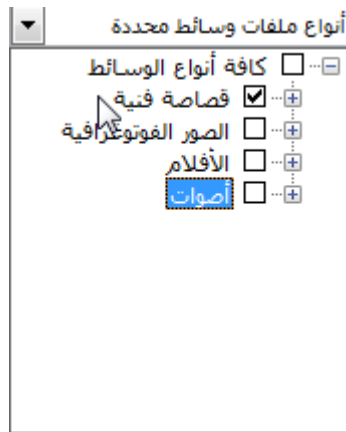 أنواع ملفات وسائط محددة
كافة أنواع الوسائط
قصاصة فنية
الصور الفوتوغرافية
الأفلام
أصوات